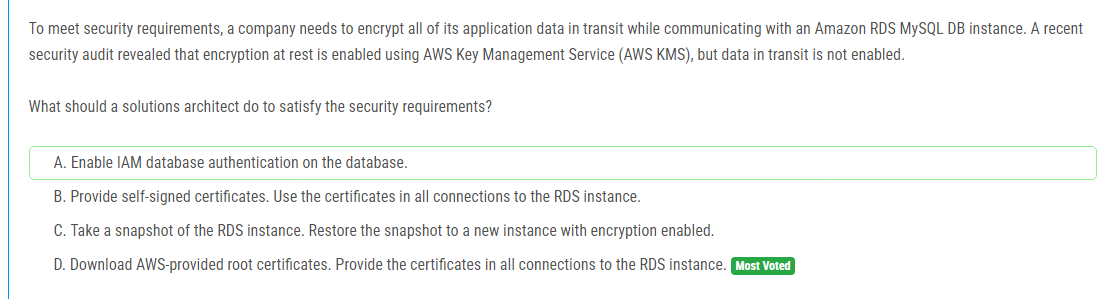 To meet security requirements, a company needs to encrypt all of its application data in transit while communicating with an Amazon RDS MySQL DB instance. A recent
security audit revealed that encryption at rest is enabled using AWS Key Management Service (AWS KMS), but data in transit is not enabled.
What should a solutions architect do to satisfy the security requirements?
A. Enable IAM database authentication on the database.
B. Provide self-signed certificates. Use the certificates in all connections to the RDS instance.
C. Take a snapshot of the RDS instance. Restore the snapshot to a new instance with encryption enabled.
D. Download AWS-provided root certificates. Provide the certificates in all connections to the RDS instance. Most Voted